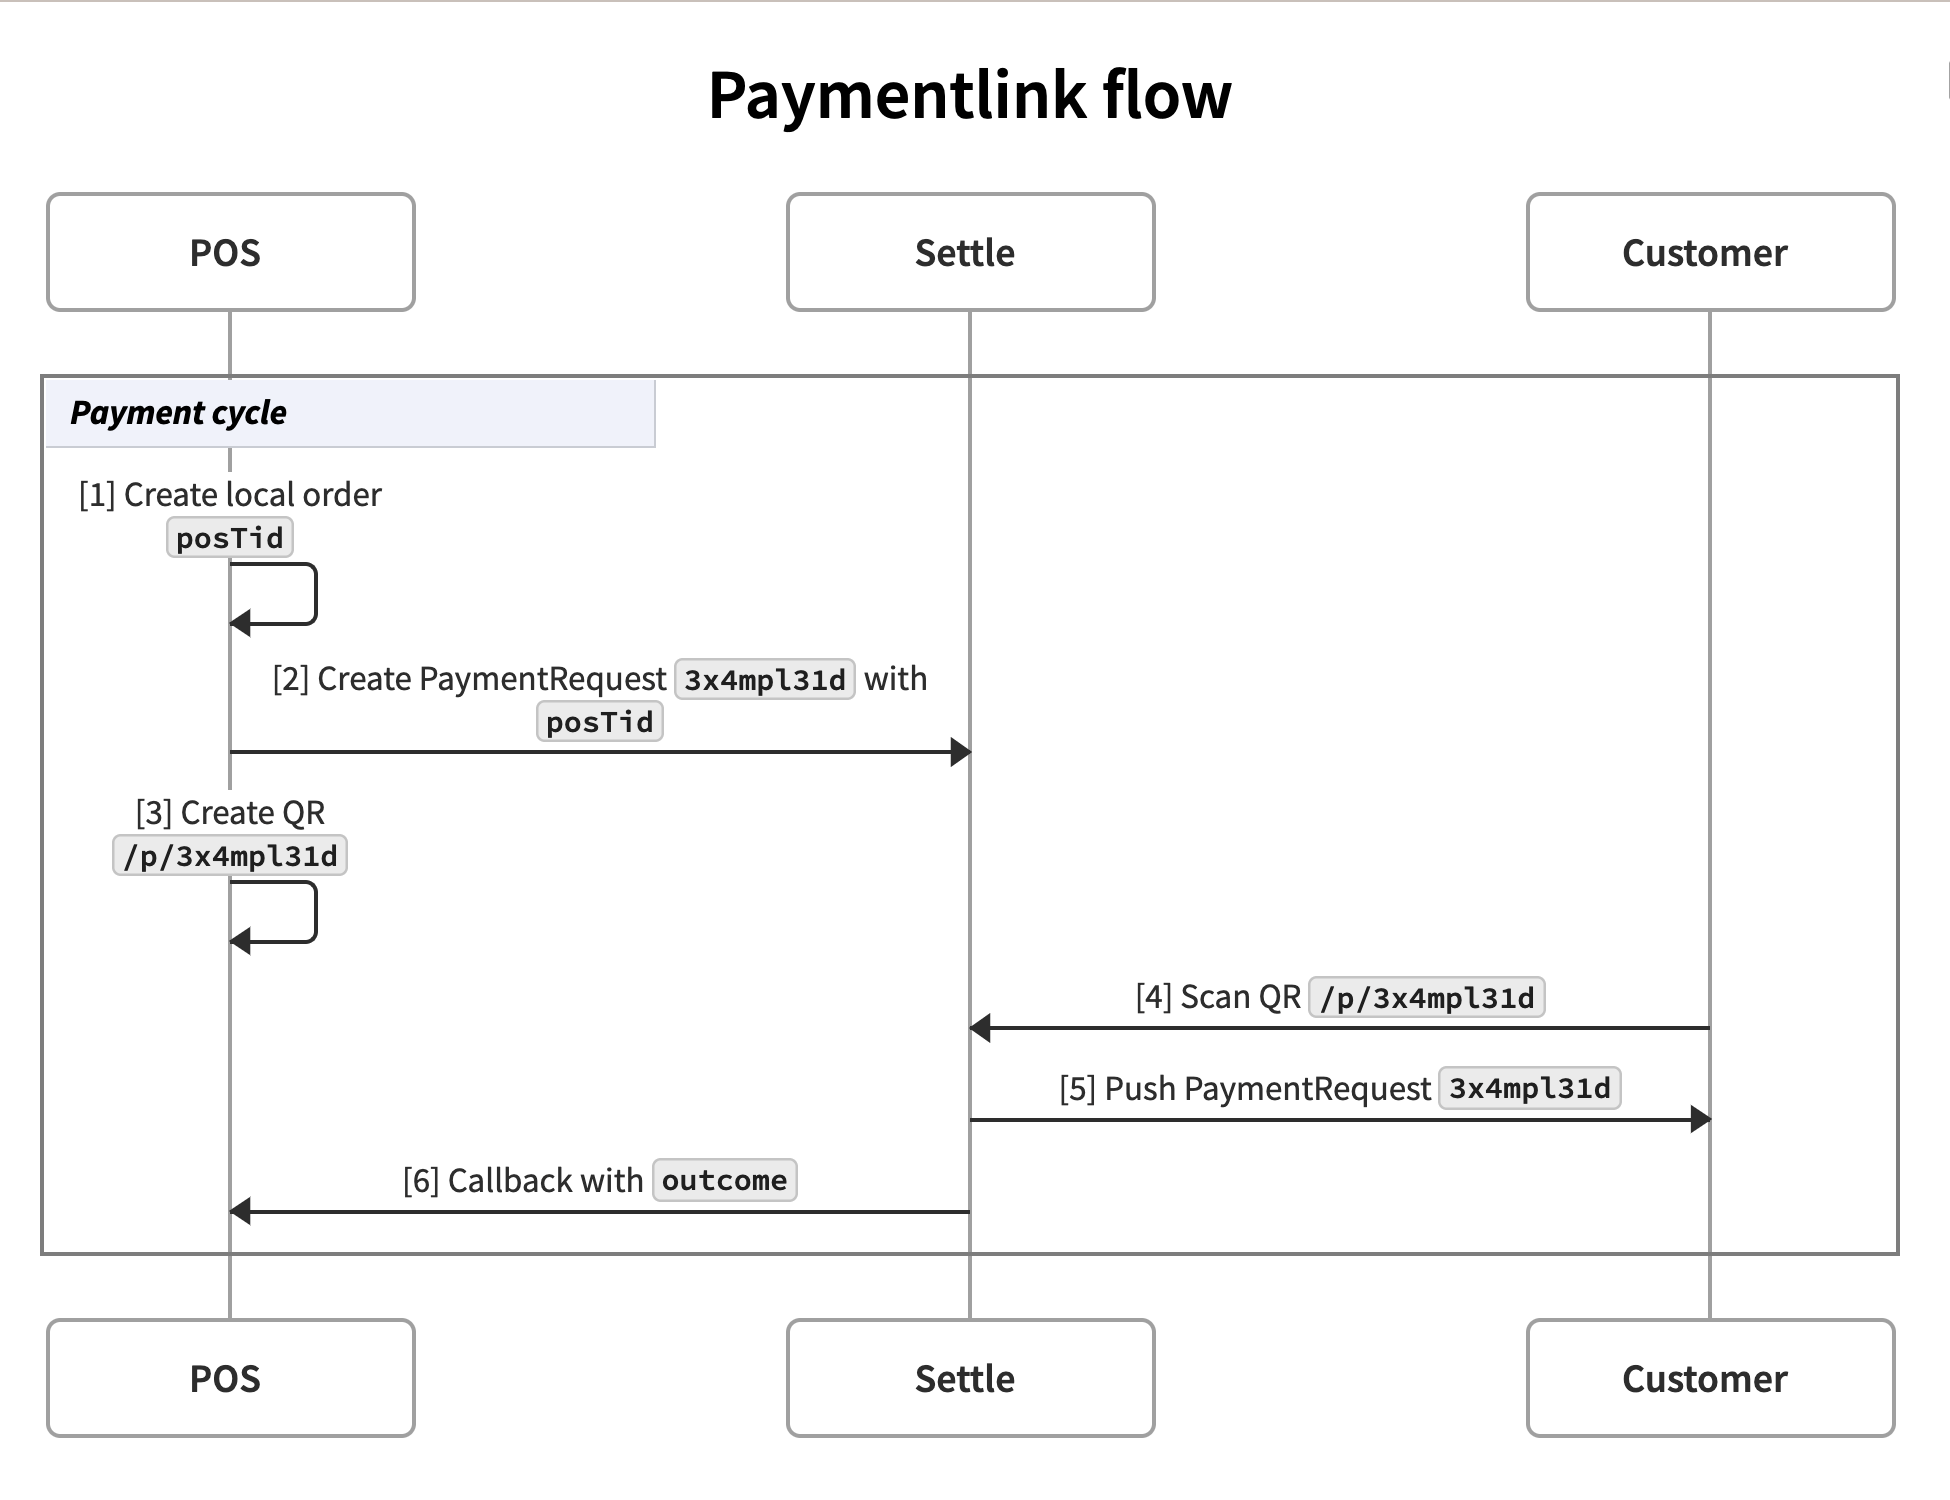 Paymentlink flow
POS
Settle
Customer
Payment cycle
[1] Create local order
posTid
[2] Create PaymentRequest 3x4mpl31d with
posTid
[3] Create QR
/p/3x4mpl31d
[4] Scan QR /p/3x4mpl31d
[5] Push PaymentRequest 3x4mpl31d
[6] Callback with outcome
POS
Settle
Customer